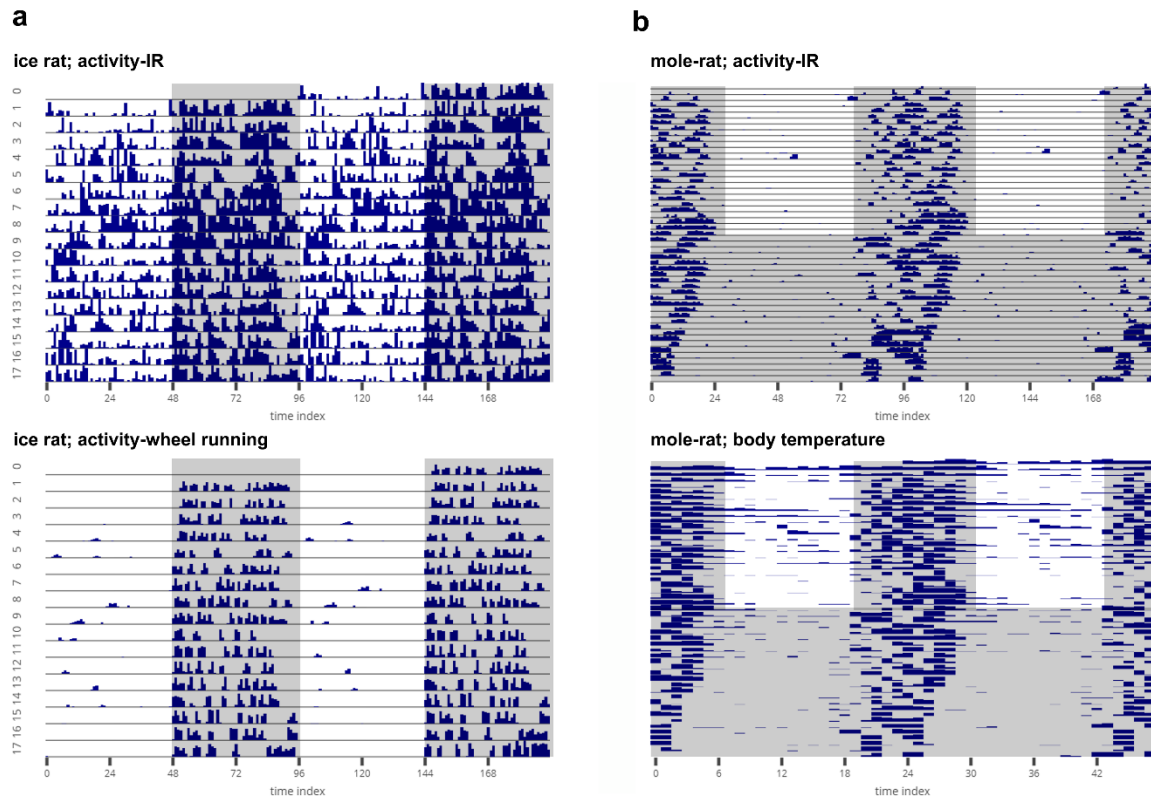 a
ice rat; activity-IR
0
1
2
3
4
5
6
7
8
9
10
11
12
13
14
15
16
17
0 24 48 72 96 120 144 168
time index
ice rat; activity-wheel running
0
1
2
3
4
5
6
7
8
9
10
11
12
13
14
15
16
17
0 24 48 72 96 120 144 168
time index
b
mole-rat; activity-IR
0 24 48 72 96 120 144 168
time index
mole-rat; body temperature
0 6 12 18 24 30 36 42
time index